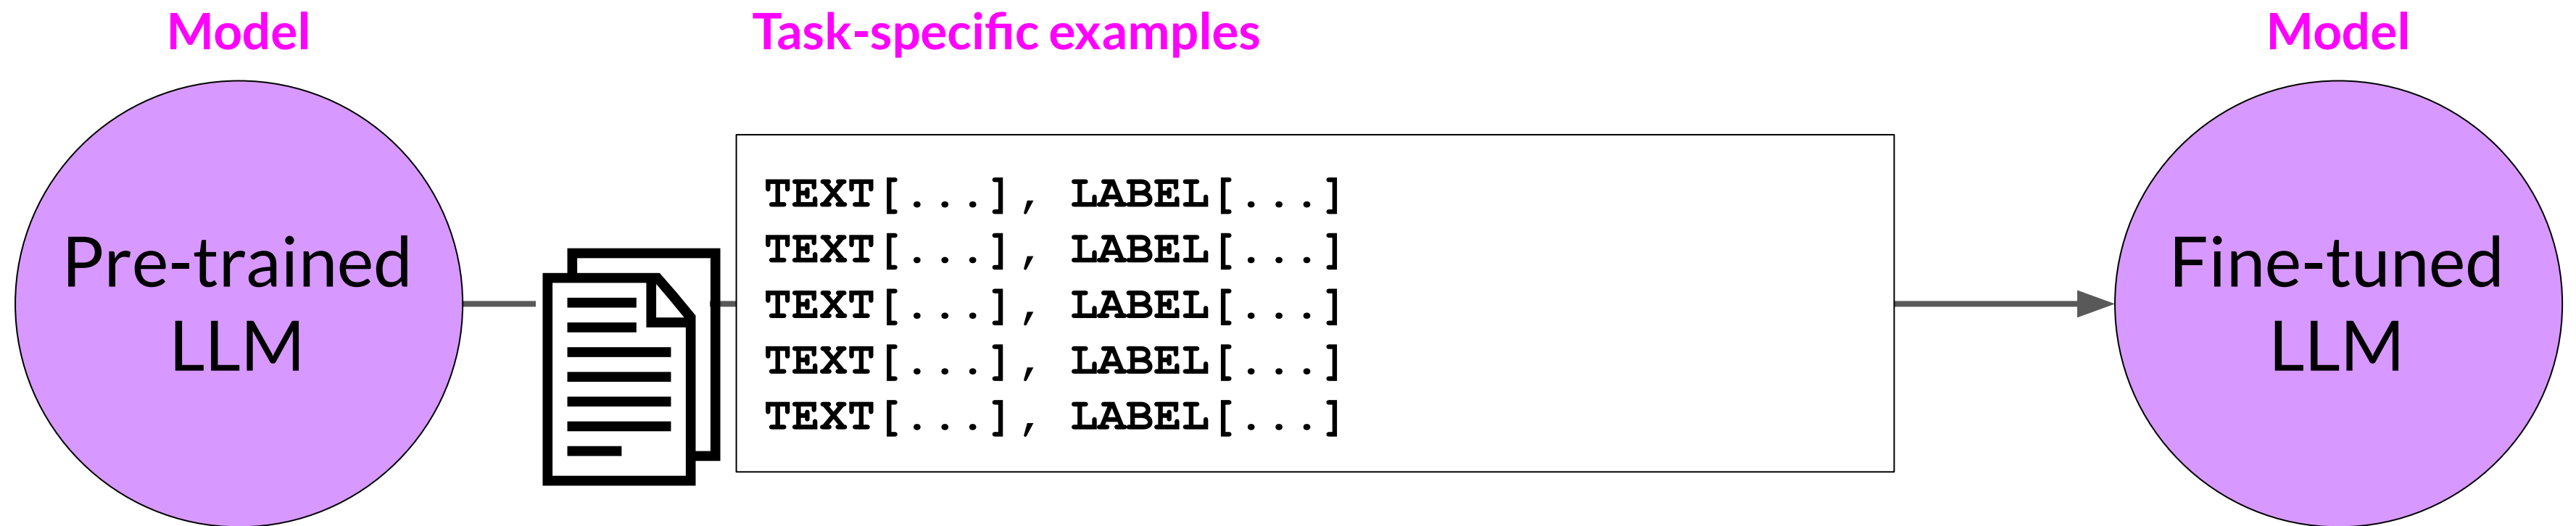 Model
Task-specific examples
Model
Pre-trained
LLM
TEXT[...], LABEL[...]
TEXT[...], LABEL[...]
TEXT[...], LABEL[...]
TEXT[...], LABEL[...]
TEXT[...], LABEL[...]
Fine-tuned
LLM